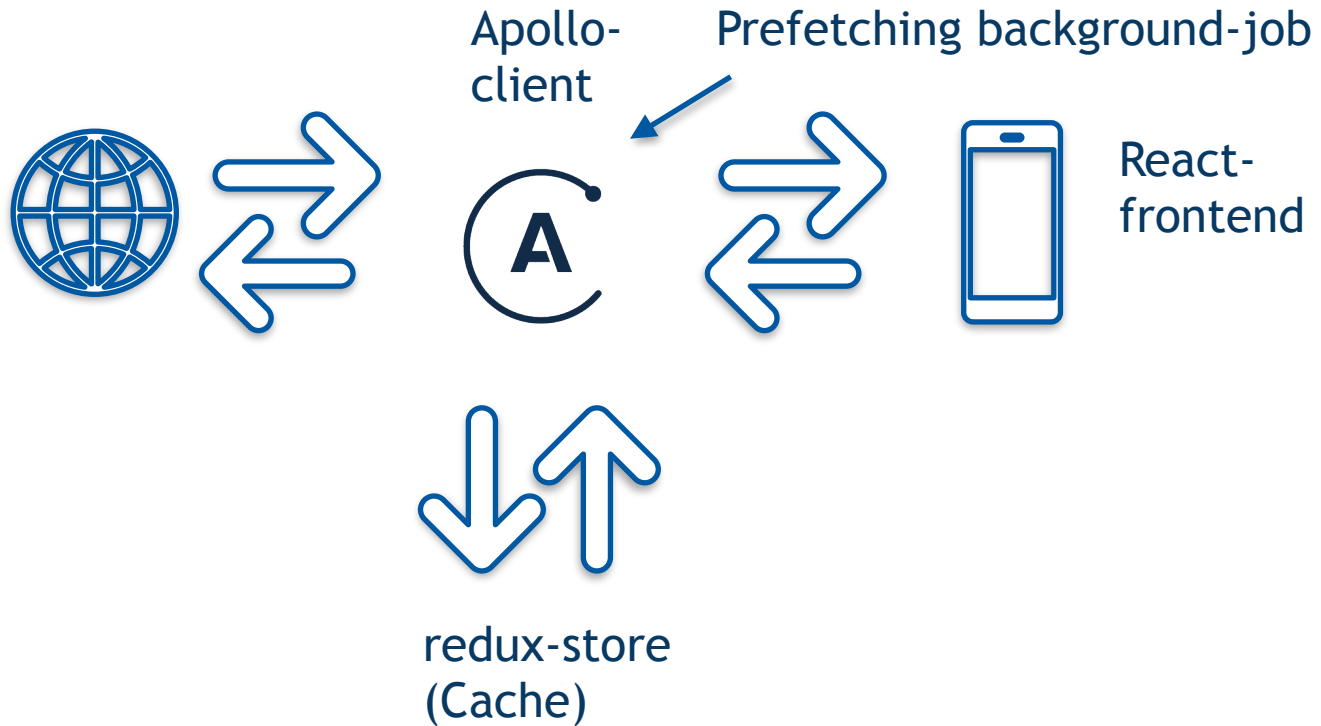 Apollo-
client
Prefetching background-job
A
React-
frontend
redux-store
(Cache)